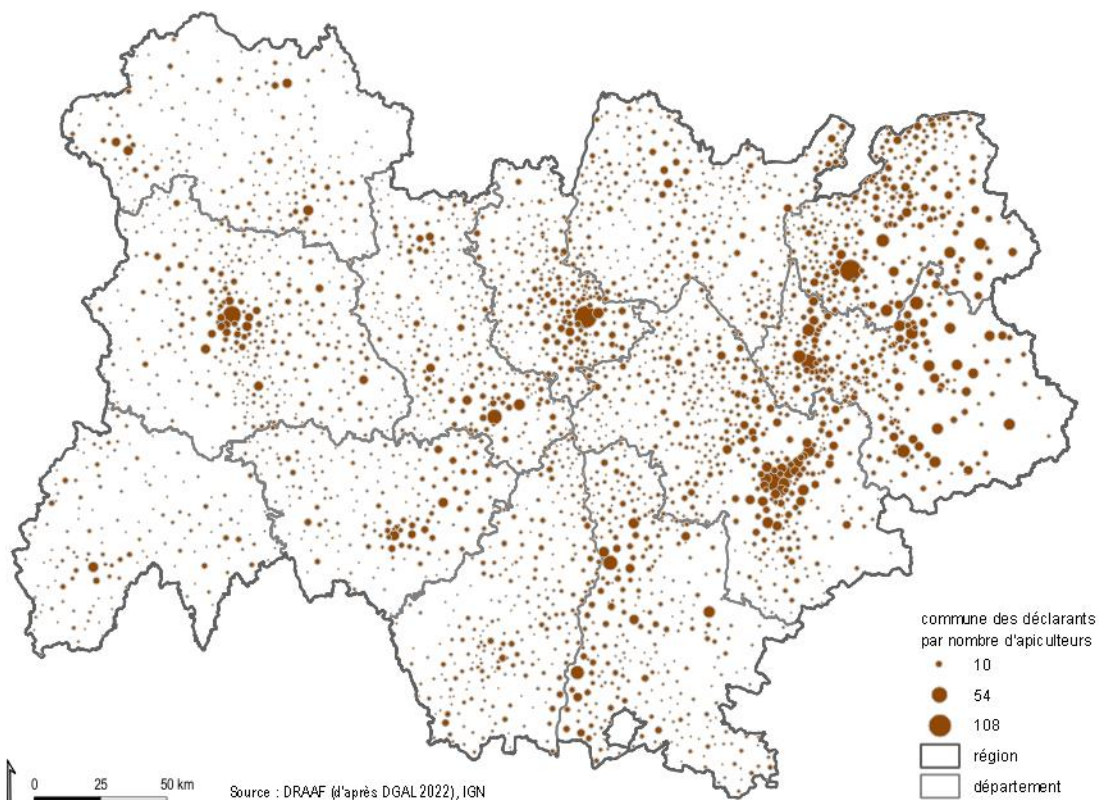 commune des déclarants
par nombre d'apiculteurs
10
54
108
région
département
0 25 50 km
Source : DRAAF (d'après DGAL 2022), IGN